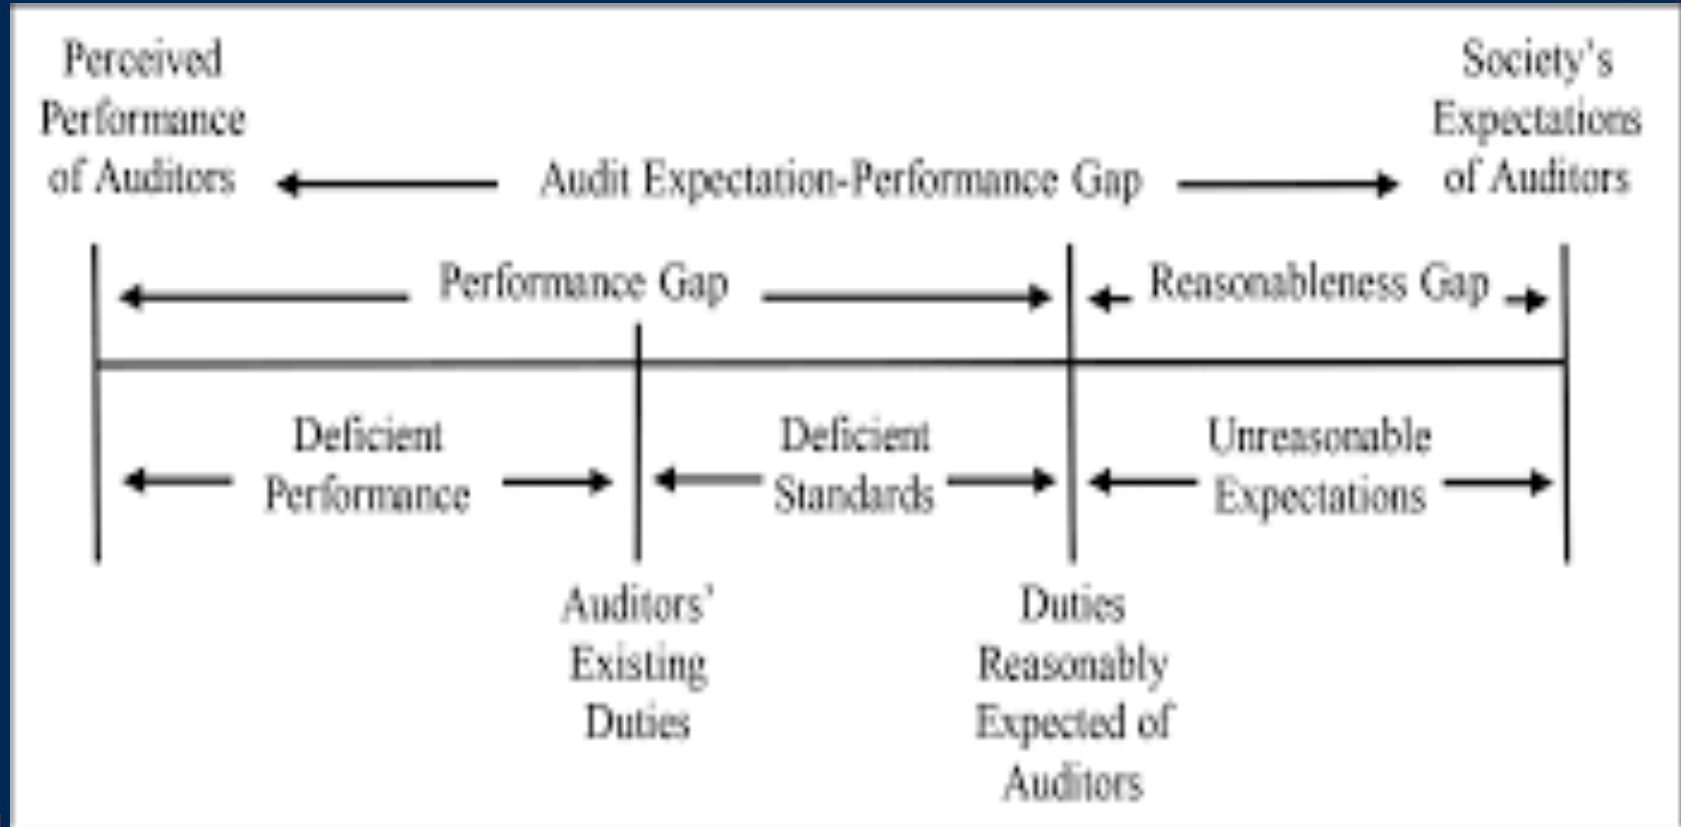 Perceived
Performance
of Auditors
Society's
Expectations
of Auditors
Audit Expectation-Performance Gap
Performance Gap
Reasonableness Gap
Deficient
Performance
Deficient
Standards
Unreasonable
Expectations
Auditors'
Existing
Duties
Duties
Reasonably
Expected of
Auditors